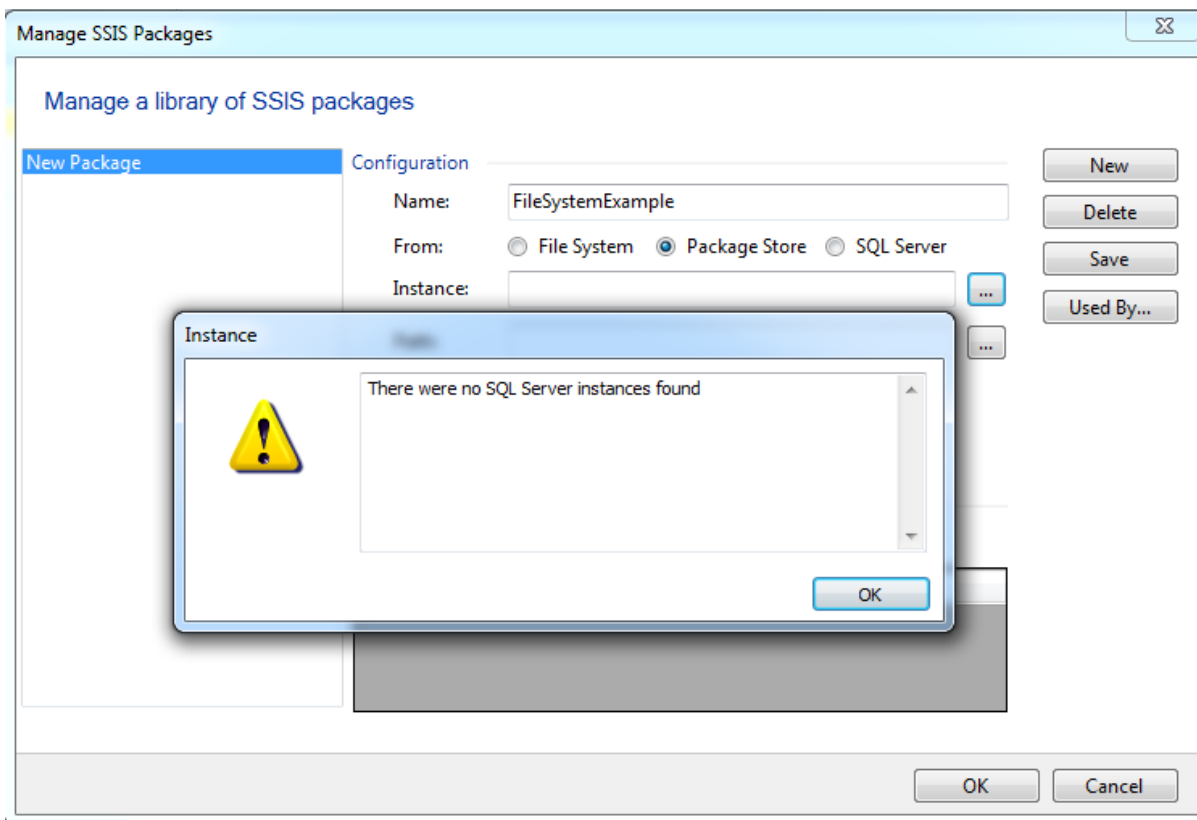 Manage SSIS Packages
Manage a library of SSIS packages
New Package
Configuration
Name: FileSystemExample
From: File System Package Store SQL Server
Instance: ...
...
New
Delete
Save
Used By...
Instance
There were no SQL Server instances found
OK
OK Cancel